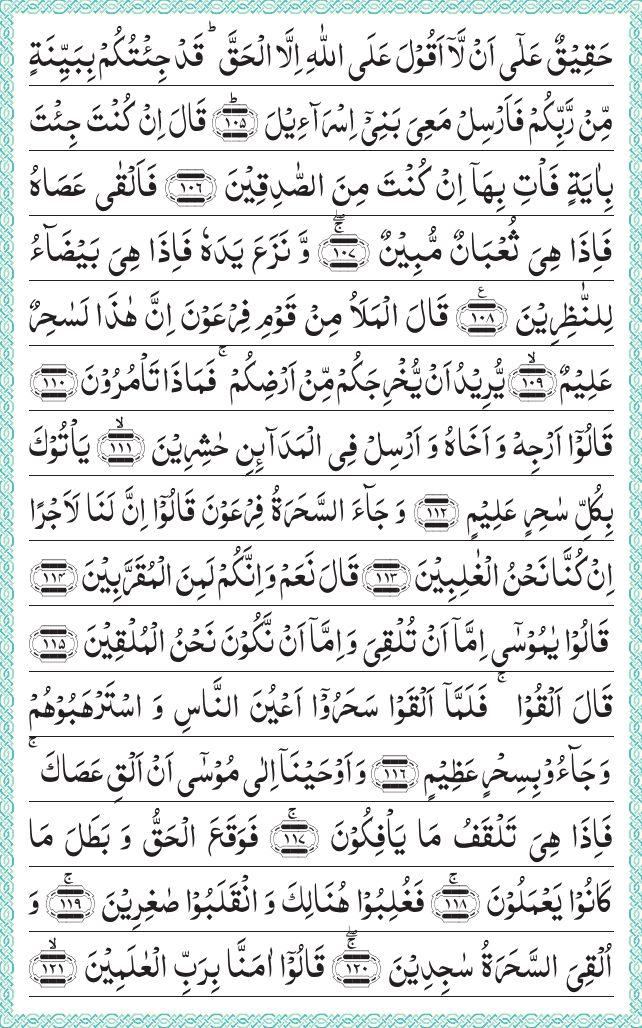 حَقِيْقٌ عَلٰٓى اَنْ لَّاۤ اَقُوْلَ عَلَى اللّٰهِ اِلَّا الْحَقَّ ؕ قَدْ جِئْتُكُمْ بِبَيِّنَةٍ
مِّنْ رَّبِّكُمْ فَاَرْسِلْ مَعِىَ بَنِىْۤ اِسْرَآءِيْلَ ؕ‏ ﴿۱۰۵﴾ قَالَ اِنْ كُنْتَ جِئْتَ
بِاٰيَةٍ فَاْتِ بِهَاۤ اِنْ كُنْتَ مِنَ الصّٰدِقِيْنَ ﴿۱۰۶﴾ فَاَلْقٰى عَصَاهُ
فَاِذَا هِىَ ثُعْبَانٌ مُّبِيْنٌ ۖۚ ﴿۱۰۷﴾ وَّ نَزَعَ يَدَهٗ فَاِذَا هِىَ بَيْضَآءُ
لِلنّٰظِرِيْنَ ﴿۱۰۸﴾ ع قَالَ الْمَلَاُ مِنْ قَوْمِ فِرْعَوْنَ اِنَّ هٰذَا لَسٰحِرٌ
عَلِيْمٌ ۙ ﴿۱۰۹﴾ يُّرِيْدُ اَنْ يُّخْرِجَكُمْ مِّنْ اَرْضِكُمْ ۚ فَمَاذَا تَاْمُرُوْنَ ﴿۱۱۰﴾
قَالُوْۤا اَرْجِهْ وَ اَخَاهُ وَ اَرْسِلْ فِى الْمَدَآئِنِ حٰشِرِيْنَ ۙ ﴿۱۱۱﴾ يَاْتُوْكَ
بِكُلِّ سٰحِرٍ عَلِيْمٍ ﴿۱۱۲﴾ وَ جَآءَ السَّحَرَةُ فِرْعَوْنَ قَالُوْۤا اِنَّ لَنَا لَاَجْرًا
اِنْ كُنَّا نَحْنُ الْغٰلِبِيْنَ ﴿۱۱۳﴾ قَالَ نَعَمْ وَاِنَّكُمْ لَمِنَ الْمُقَرَّبِيْنَ ﴿۱۱۴﴾
قَالُوْا يٰمُوْسٰٓى اِمَّاۤ اَنْ تُلْقِىَ وَاِمَّاۤ اَنْ نَّكُوْنَ نَحْنُ الْمُلْقِيْنَ ﴿۱۱۵﴾
قَالَ اَلْقُوْا ۚ فَلَمَّاۤ اَلْقَوْا سَحَرُوْۤا اَعْيُنَ النَّاسِ وَ اسْتَرْهَبُوْهُمْ
وَ جَآءُوْ بِسِحْرٍ عَظِيْمٍ ﴿۱۱۶﴾ وَ اَوْحَيْنَاۤ اِلٰى مُوْسٰٓى اَنْ اَلْقِ عَصَاكَ ۚ
فَاِذَا هِىَ تَلْقَفُ مَا يَاْفِكُوْنَ ۚ ﴿۱۱۷﴾ فَوَقَعَ الْحَقُّ وَ بَطَلَ مَا
كَانُوْا يَعْمَلُوْنَ ۚ ﴿۱۱۸﴾ فَغُلِبُوْا هُنَالِكَ وَ انْقَلَبُوْا صٰغِرِيْنَ ۚ ﴿۱۱۹﴾ وَ
اُلْقِىَ السَّحَرَةُ سٰجِدِيْنَ ۖۚ ﴿۱۲۰﴾ قَالُوْۤا اٰمَنَّا بِرَبِّ الْعٰلَمِيْنَ ۙ ﴿۱۲۱﴾